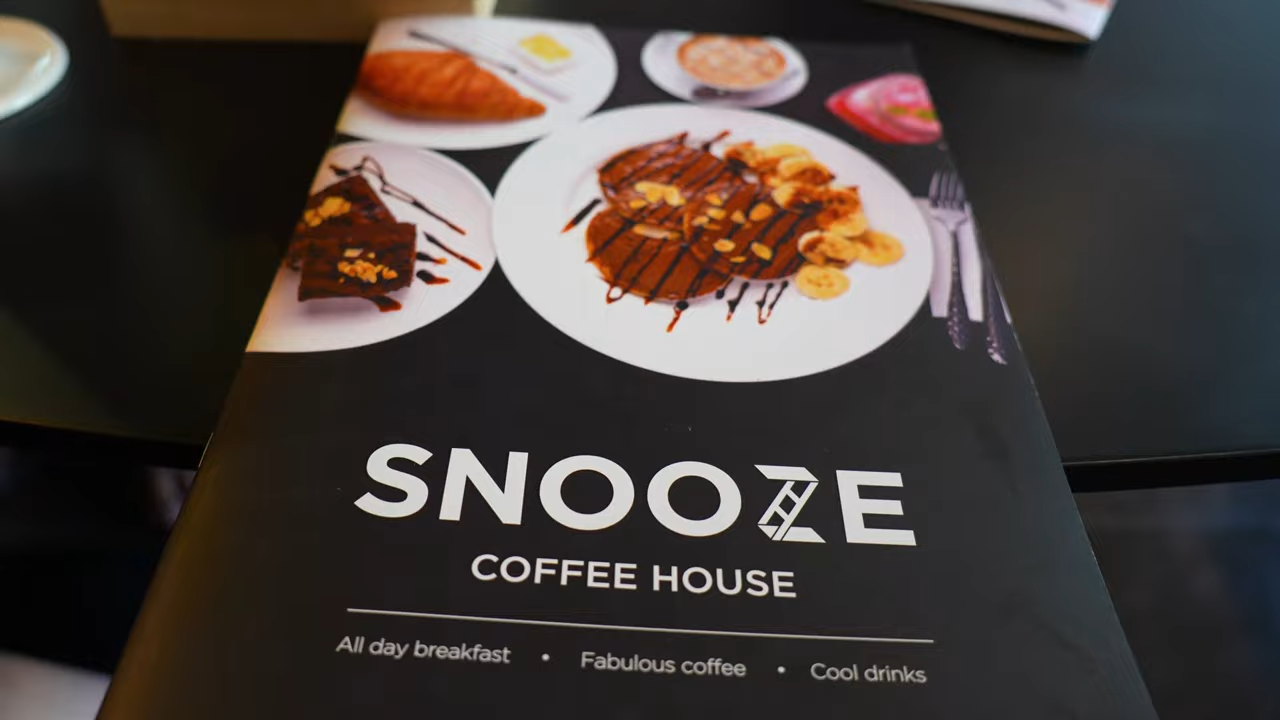 SNOOZE
COFFEE HOUSE
All day breakfast • Fabulous coffee • Cool drinks